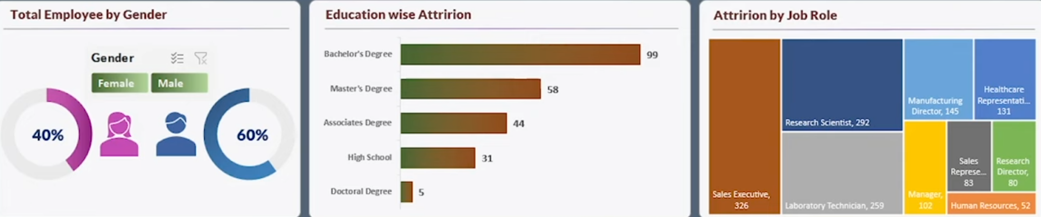 Total Employee by Gender
Gender
Female
Male
40%
60%
Education wise Attririon
Bachelor's Degree 99
Master's Degree 58
Associates Degree 44
High School 31
Doctoral Degree 5
Attririon by Job Role
Sales Executive,
326
Research Scientist, 292
Laboratory Technician, 259
Manufacturing
Director, 145
Healthcare
Representati...
131
Manager,
102
Sales
Represe...
83
Research
Director,
80
Human Resources, 52